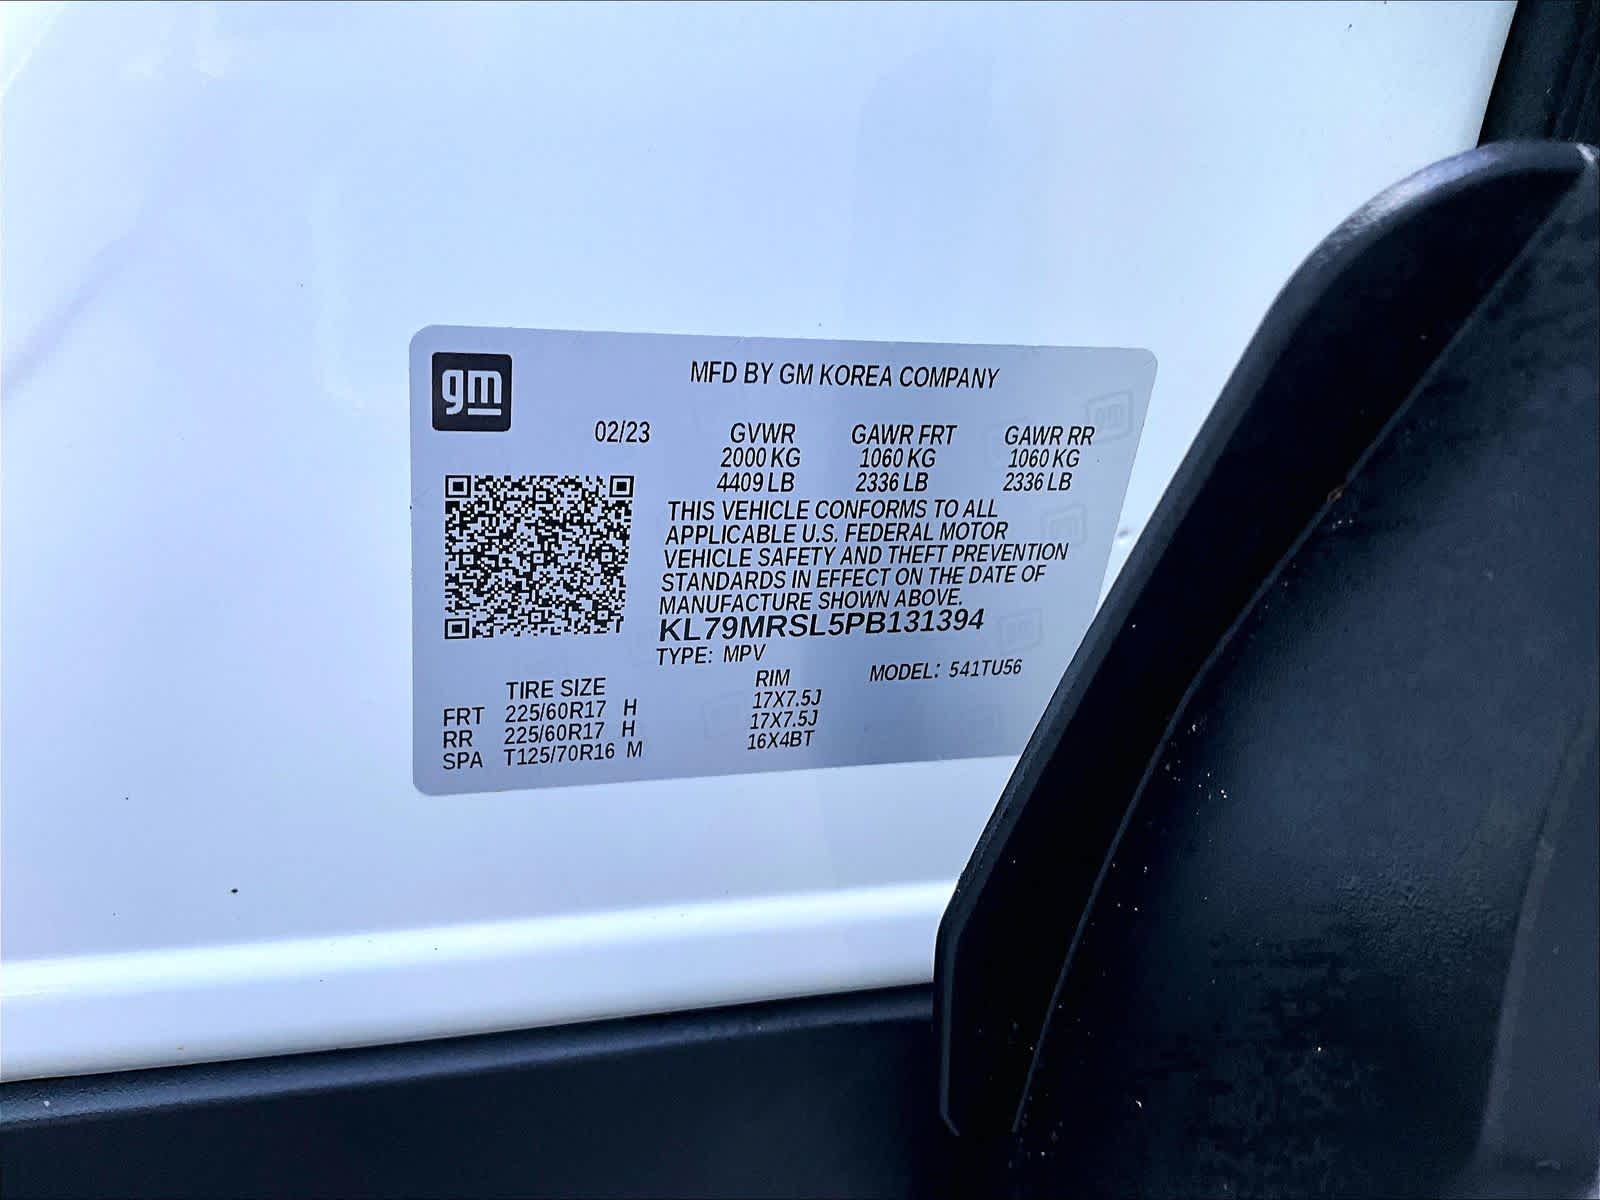 gm
MFD BY GM KOREA COMPANY
02/23 GVWR GAWR FRT GAWR RR
2000 KG 1060 KG 1060 KG
4409 LB 2336 LB 2336 LB
THIS VEHICLE CONFORMS TO ALL
APPLICABLE U.S. FEDERAL MOTOR
VEHICLE SAFETY AND THEFT PREVENTION
STANDARDS IN EFFECT ON THE DATE OF
MANUFACTURE SHOWN ABOVE.
KL79MRSL5PB131394
TYPE: MPV MODEL: 541TU56
TIRE SIZE RIM
FRT 225/60R17 H 17X7.5J
RR 225/60R17 H 17X7.5J
SPA T125/70R16 M 16X4BT